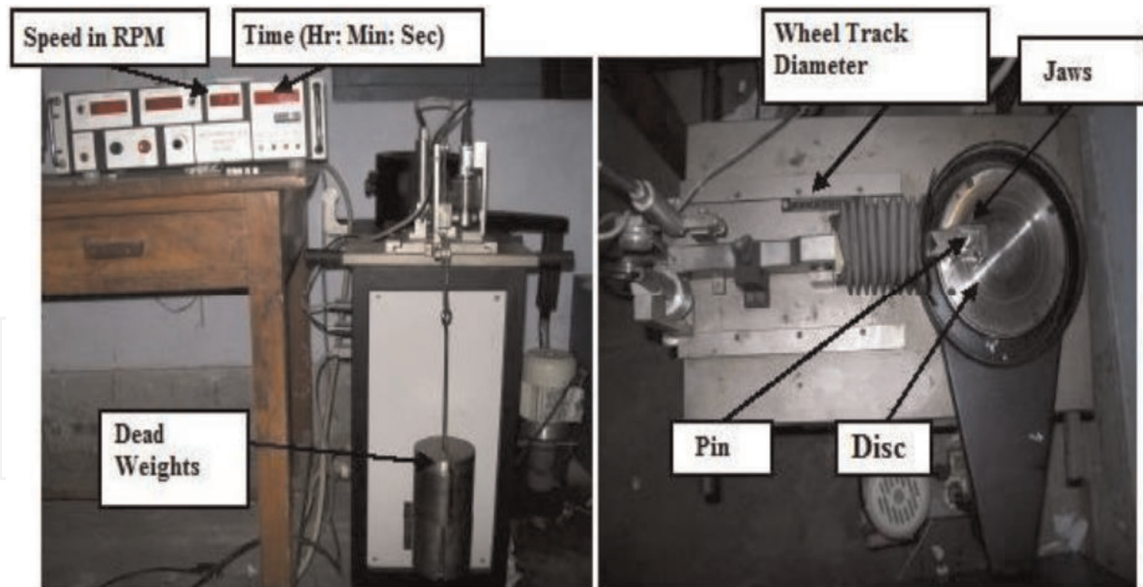 Speed in RPM
Time (Hr: Min: Sec)
Wheel Track
Diameter
Jaws
Dead
Weights
Pin
Disc